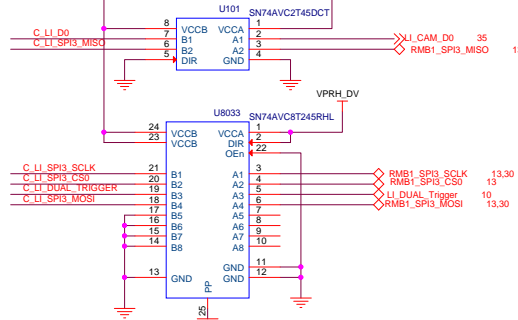 U101
SN74AVC2T45DCT
8 VCCB VCCA 1
C_LI_D0 7 B1 A1 2 LI_CAM_D0 35
C_LI_SPI3_MISO 6 B2 A2 3 RMB1_SPI3_MISO 1
5 DIR GND 4
VPRH_DV
U8033
SN74AVC8T245RHL
24 VCCB VCCA 1
23 VCCB DIR 2
OEn 22
C_LI_SPI3_SCLK 21 B1 A1 3 RMB1_SPI3_SCLK 13,30
C_LI_SPI3_CS0 20 B2 A2 4 RMB1_SPI3_CS0 13
C_LI_DUAL_TRIGGER 19 B3 A3 5 LI_DUAL_Trigger 10
C_LI_SPI3_MOSI 18 B4 A4 6 RMB1_SPI3_MOSI 13,30
17 B5 A5 7
16 B6 A6 8
15 B7 A7 9
14 B8 A8 10
GND 11
13 GND GND 12
PP
25